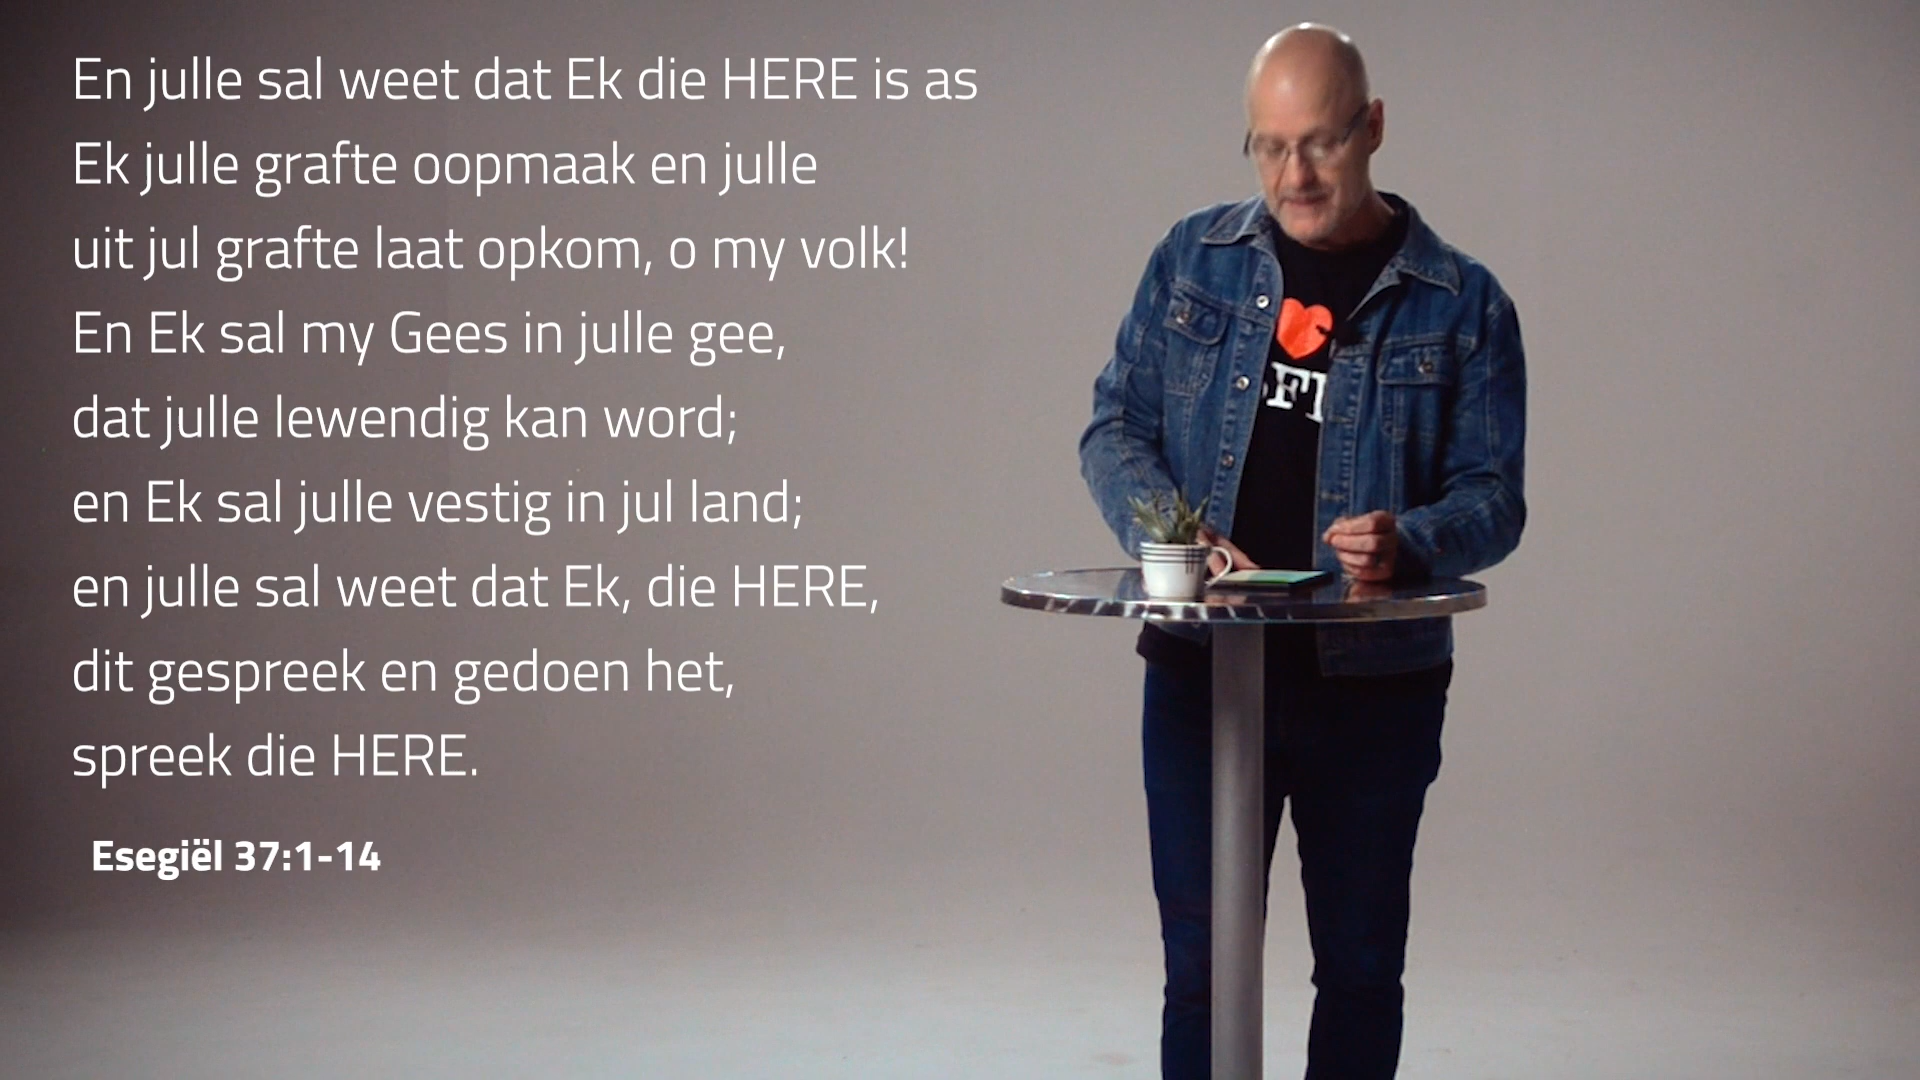 En julle sal weet dat Ek die HERE is as
Ek julle grafte oopmaak en julle
uit jul grafte laat opkom, o my volk!
En Ek sal my Gees in julle gee,
dat julle lewendig kan word;
en Ek sal julle vestig in jul land;
en julle sal weet dat Ek, die HERE,
dit gespreek en gedoen het,
spreek die HERE.
Esegiël 37:1-14